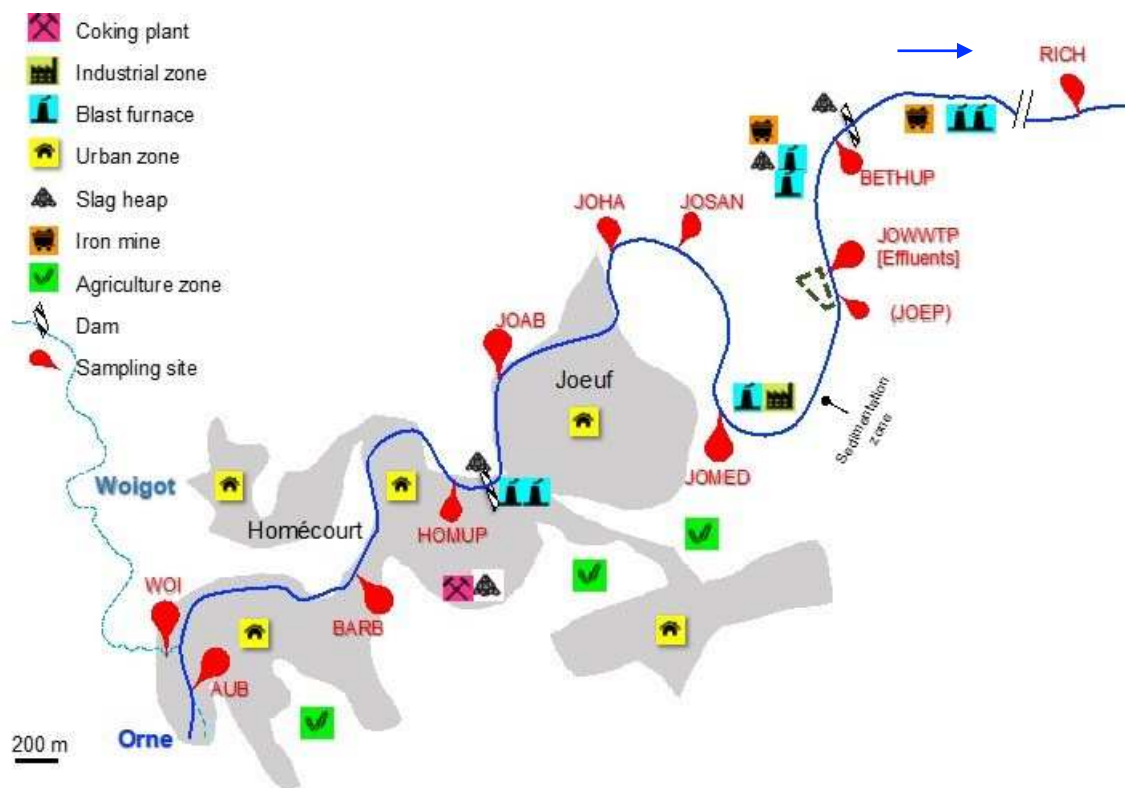 Coking plant
Industrial zone
Blast furnace
Urban zone
Slag heap
Iron mine
Agriculture zone
Dam
Sampling site
RICH
BETHUP
JOHA
JOSAN
JOWWTP
[Effluents]
(JOEP)
JOAB
Joeuf
Sedimentation
zone
JOMED
Woigot
Homécourt
HOMUP
WOI
BARB
AUB
Orne
200 m